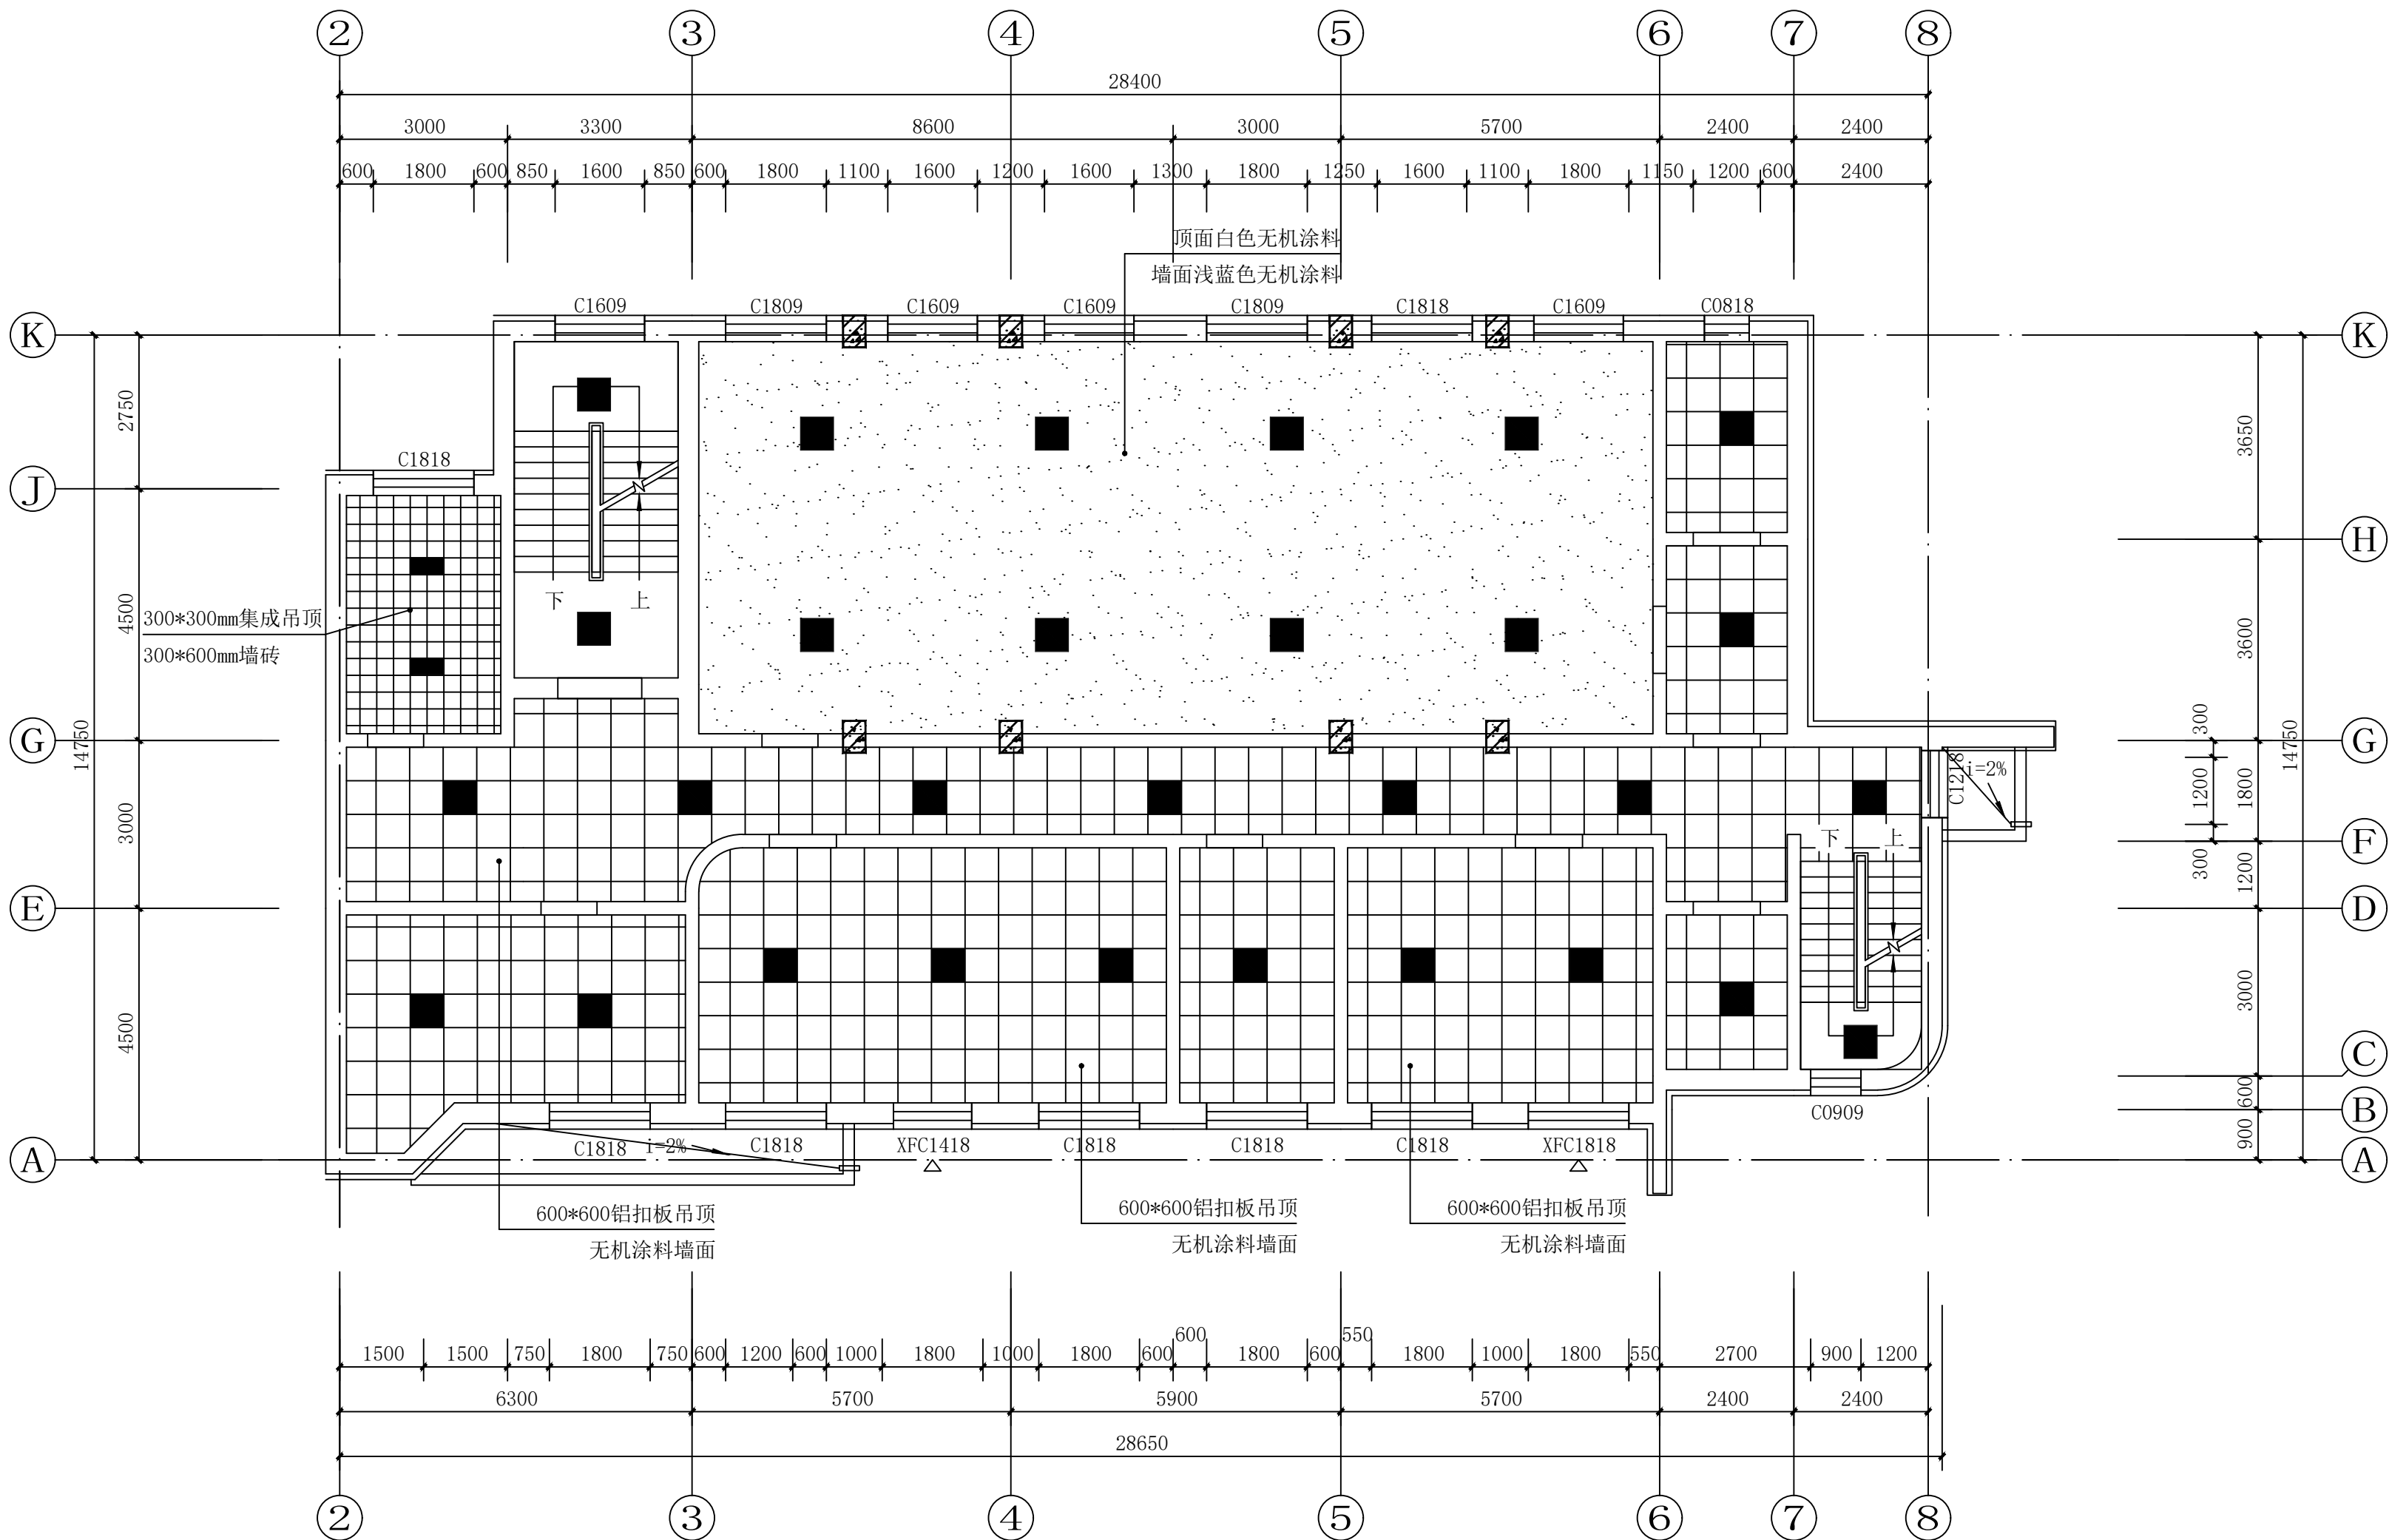 2 3 4 5 6 7 8
28400
3000 3300 8600 3000 5700 2400 2400
600 1800 600 850 1600 850 600 1800 1100 1600 1200 1600 1300 1800 1250 1600 1100 1800 1150 1200 600 2400
顶面白色无机涂料
墙面浅蓝色无机涂料
C1609 C1809 C1609 C1609 C1809 C1818 C1609 C0818
K K
2750
3650
C1818
J
H
4500
下 上
300*300mm集成吊顶
300*600mm墙砖
3600
300
G G
14750
14750
C1218
i=2%
1200
1800
3000
下 上
F
300
1200
E D
4500
3000
C
600
B
C0909
900
A A
C1818 i=2% C1818 XFC1418 C1818 C1818 C1818 XFC1818
600*600铝扣板吊顶
无机涂料墙面
600*600铝扣板吊顶
无机涂料墙面
600*600铝扣板吊顶
无机涂料墙面
600 550
1500 1500 750 1800 750 600 1200 600 1000 1800 1000 1800 600 1800 600 1800 1000 1800 550 2700 900 1200
6300 5700 5900 5700 2400 2400
28650
2 3 4 5 6 7 8